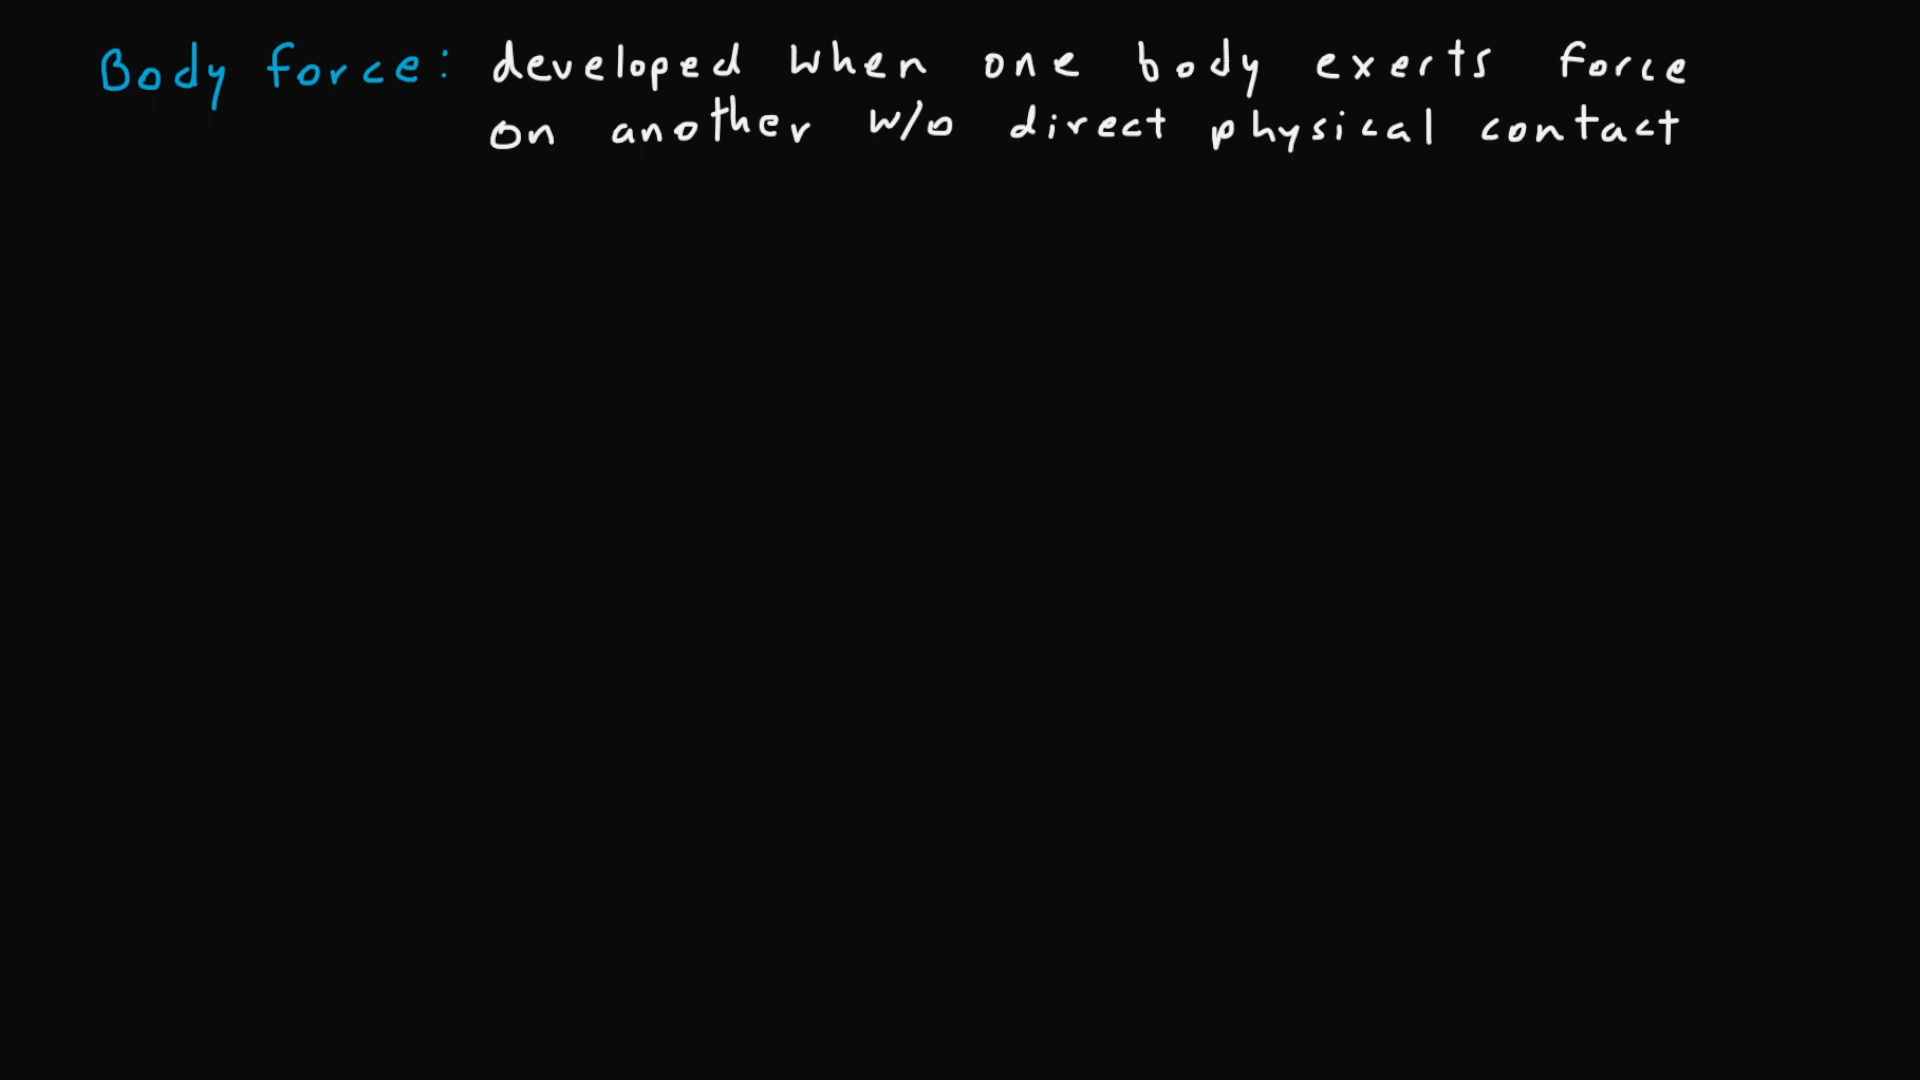 Body force: developed when one body exerts force
on another w/o direct physical contact